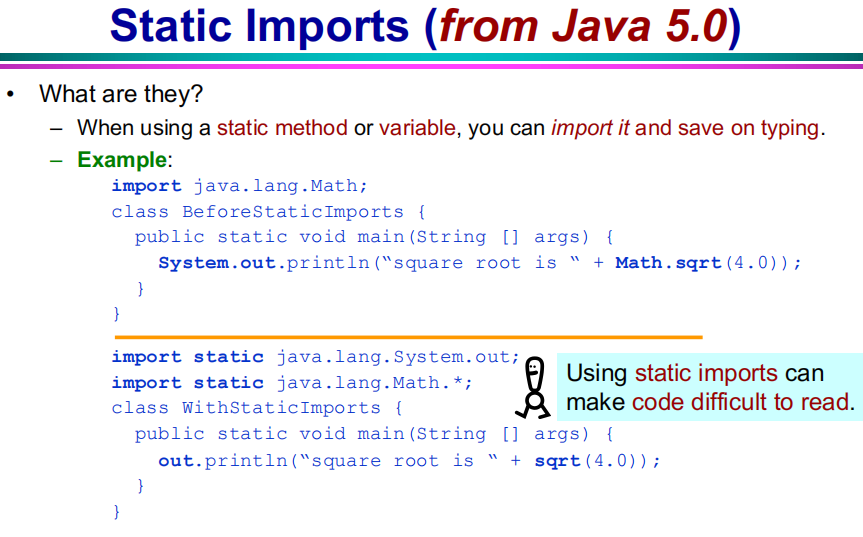 Static Imports (from Java 5.0)
• What are they?
– When using a static method or variable, you can import it and save on typing.
– Example:
import java.lang.Math;
class BeforeStaticImports {
public static void main(String [] args) {
System.out.println(“square root is “ + Math.sqrt(4.0));
}
}
import static java.lang.System.out;
import static java.lang.Math.*;
class WithStaticImports {
public static void main(String [] args) {
out.println(“square root is “ + sqrt(4.0));
}
}
Using static imports can
make code difficult to read.